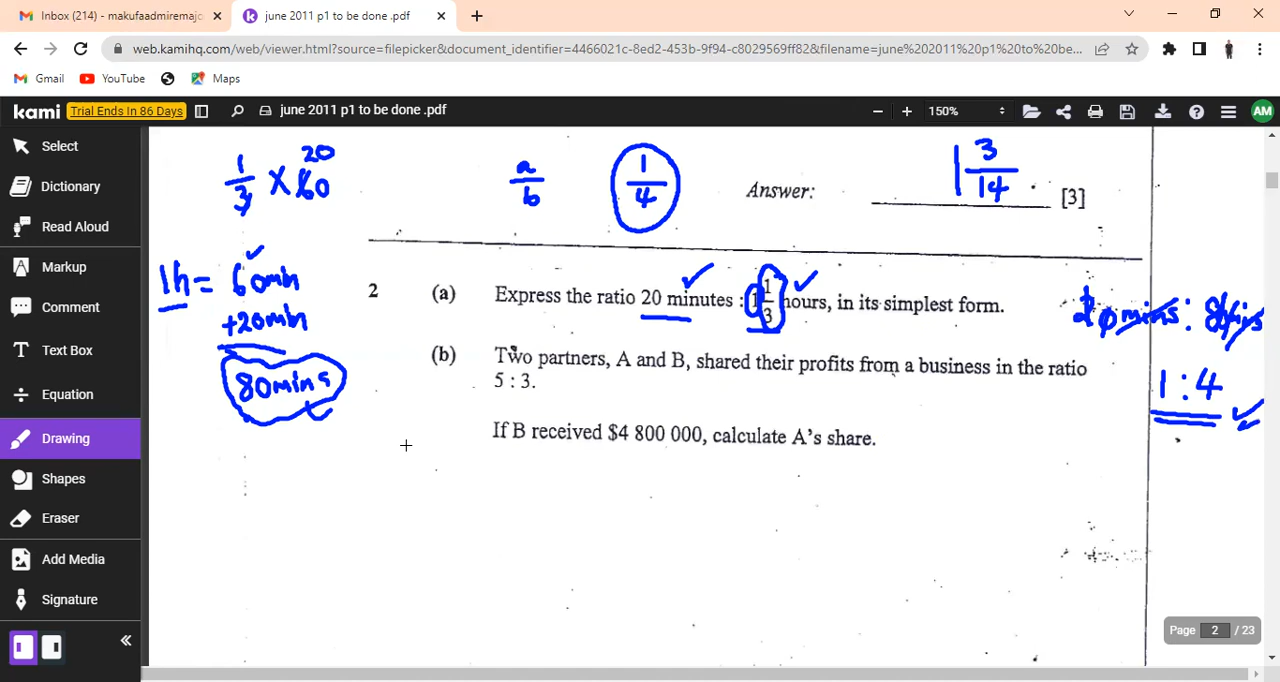 Inbox (214) - makufaadmiremajo
june 2011 p1 to be done .pdf
web.kamihq.com/web/viewer.html?source=filepicker&document_identifier=4466021c-8ed2-453b-9f94-c8029569ff82&filename=june%202011%20p1%20to%20be...
Gmail
YouTube
Maps
kami
Trial Ends In 86 Days
june 2011 p1 to be done .pdf
150%
AM
Select
Dictionary
Read Aloud
Markup
Comment
Text Box
Equation
Drawing
Shapes
Eraser
Add Media
Signature
1/3 × 60
20
a/b
1/4
Answer:
1 3/14
[3]
1h = 60min
+20min
80mins
2
(a) Express the ratio 20 minutes : 1 1/3 hours, in its simplest form.
1 : 4
(b) Two partners, A and B, shared their profits from a business in the ratio
5 : 3.
If B received $4 800 000, calculate A's share.
Page 2 / 23